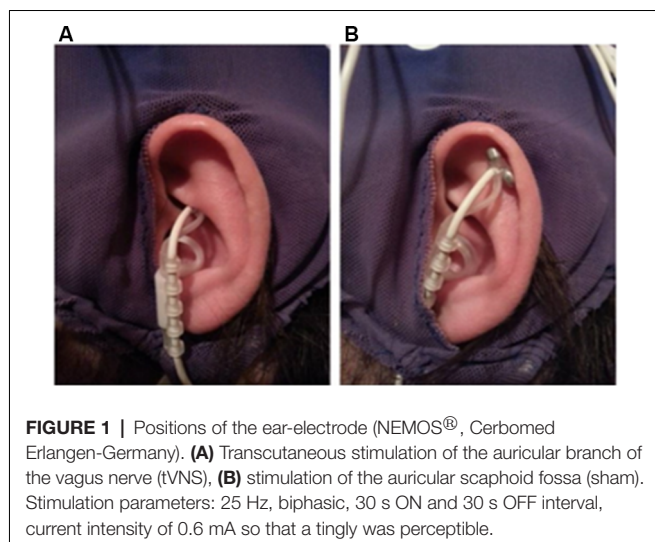 A
B
FIGURE 1 | Positions of the ear-electrode (NEMOS®, Cerbomed
Erlangen-Germany). (A) Transcutaneous stimulation of the auricular branch of
the vagus nerve (tVNS), (B) stimulation of the auricular scaphoid fossa (sham).
Stimulation parameters: 25 Hz, biphasic, 30 s ON and 30 s OFF interval,
current intensity of 0.6 mA so that a tingly was perceptible.